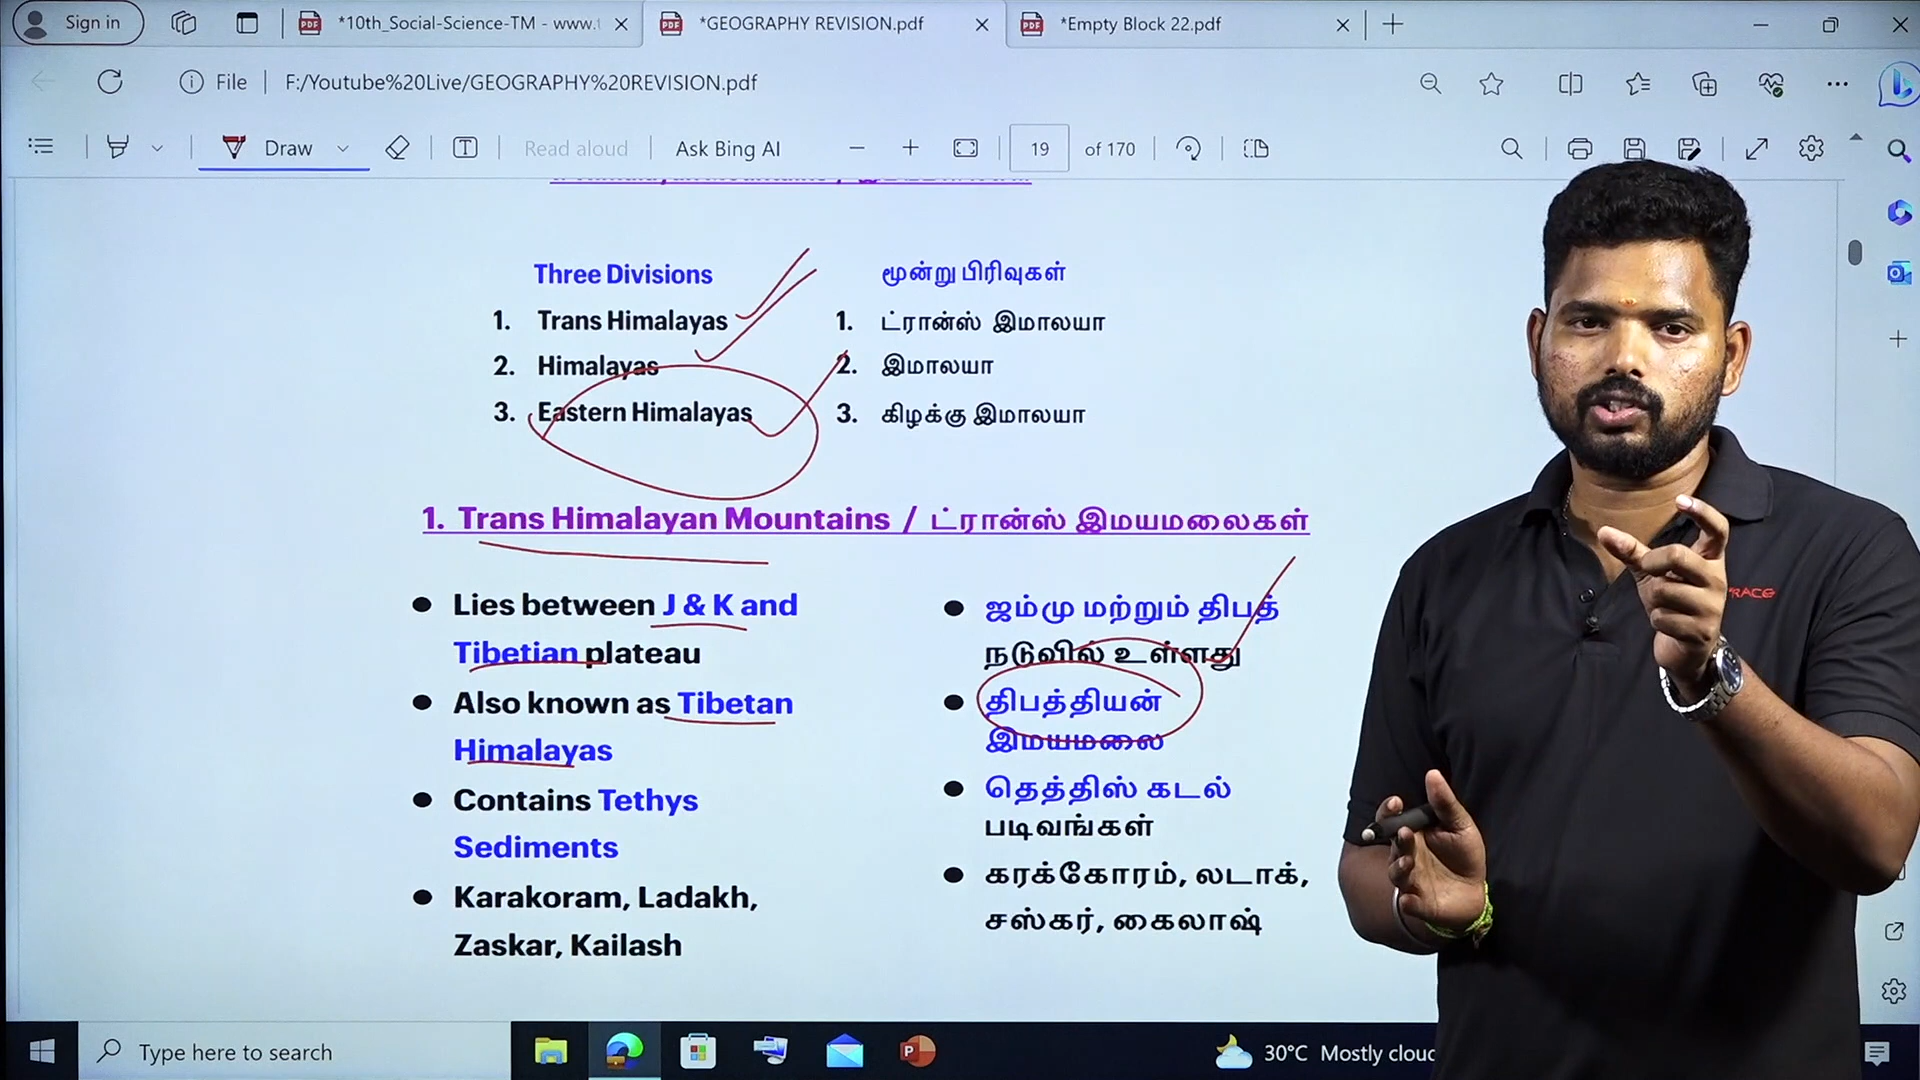 Sign in
*10th_Social-Science-TM - www.t
*GEOGRAPHY REVISION.pdf
*Empty Block 22.pdf
File
F:/Youtube%20Live/GEOGRAPHY%20REVISION.pdf
Draw
Read aloud
Ask Bing AI
19
of 170
Three Divisions
மூன்று பிரிவுகள்
1. Trans Himalayas
1. ட்ரான்ஸ் இமாலயா
2. Himalayas
2. இமாலயா
3. Eastern Himalayas
3. கிழக்கு இமாலயா
1. Trans Himalayan Mountains / ட்ரான்ஸ் இமயமலைகள்
Lies between J & K and
Tibetian plateau
Also known as Tibetan
Himalayas
Contains Tethys
Sediments
Karakoram, Ladakh,
Zaskar, Kailash
ஜம்மு மற்றும் திபத்
நடுவில் உள்ளது
திபத்தியன்
இமயமலை
தெத்திஸ் கடல்
படிவங்கள்
கரக்கோரம், லடாக்,
சஸ்கர், கைலாஷ்
RACE
Type here to search
30°C Mostly clouc